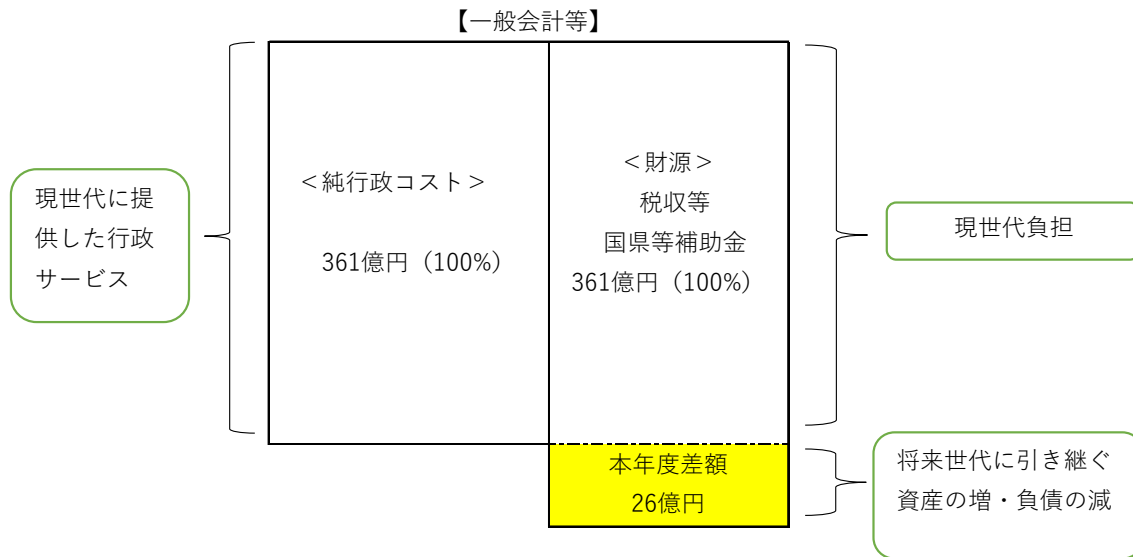 【一般会計等】
現世代に提
供した行政
サービス
＜純行政コスト＞
361億円（100%）
＜財源＞
税収等
国県等補助金
361億円（100%）
現世代負担
本年度差額
26億円
将来世代に引き継ぐ
資産の増・負債の減